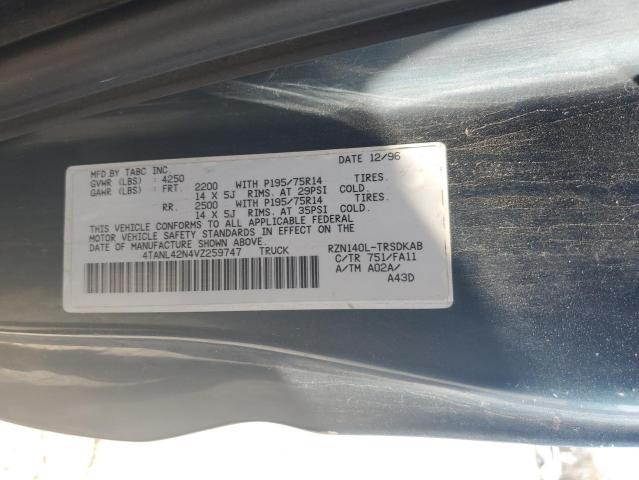 MFD.BY TABC INC. DATE 12/96
GVWR (LBS) : 4250
GAWR (LBS) : FRT. 2200 WITH P195/75R14 TIRES.
14 X 5J RIMS. AT 29PSI COLD.
RR. 2500 WITH P195/75R14 TIRES.
14 X 5J RIMS. AT 35PSI COLD.
THIS VEHICLE CONFORMS TO ALL APPLICABLE FEDERAL
MOTOR VEHICLE SAFETY STANDARDS IN EFFECT ON THE
DATE OF MANUFACTURE SHOWN ABOVE.
4TANL42N4VZ259747 TRUCK RZN140L-TRSDKAB
C/TR 751/FA11
A/TM A02A/
A43D